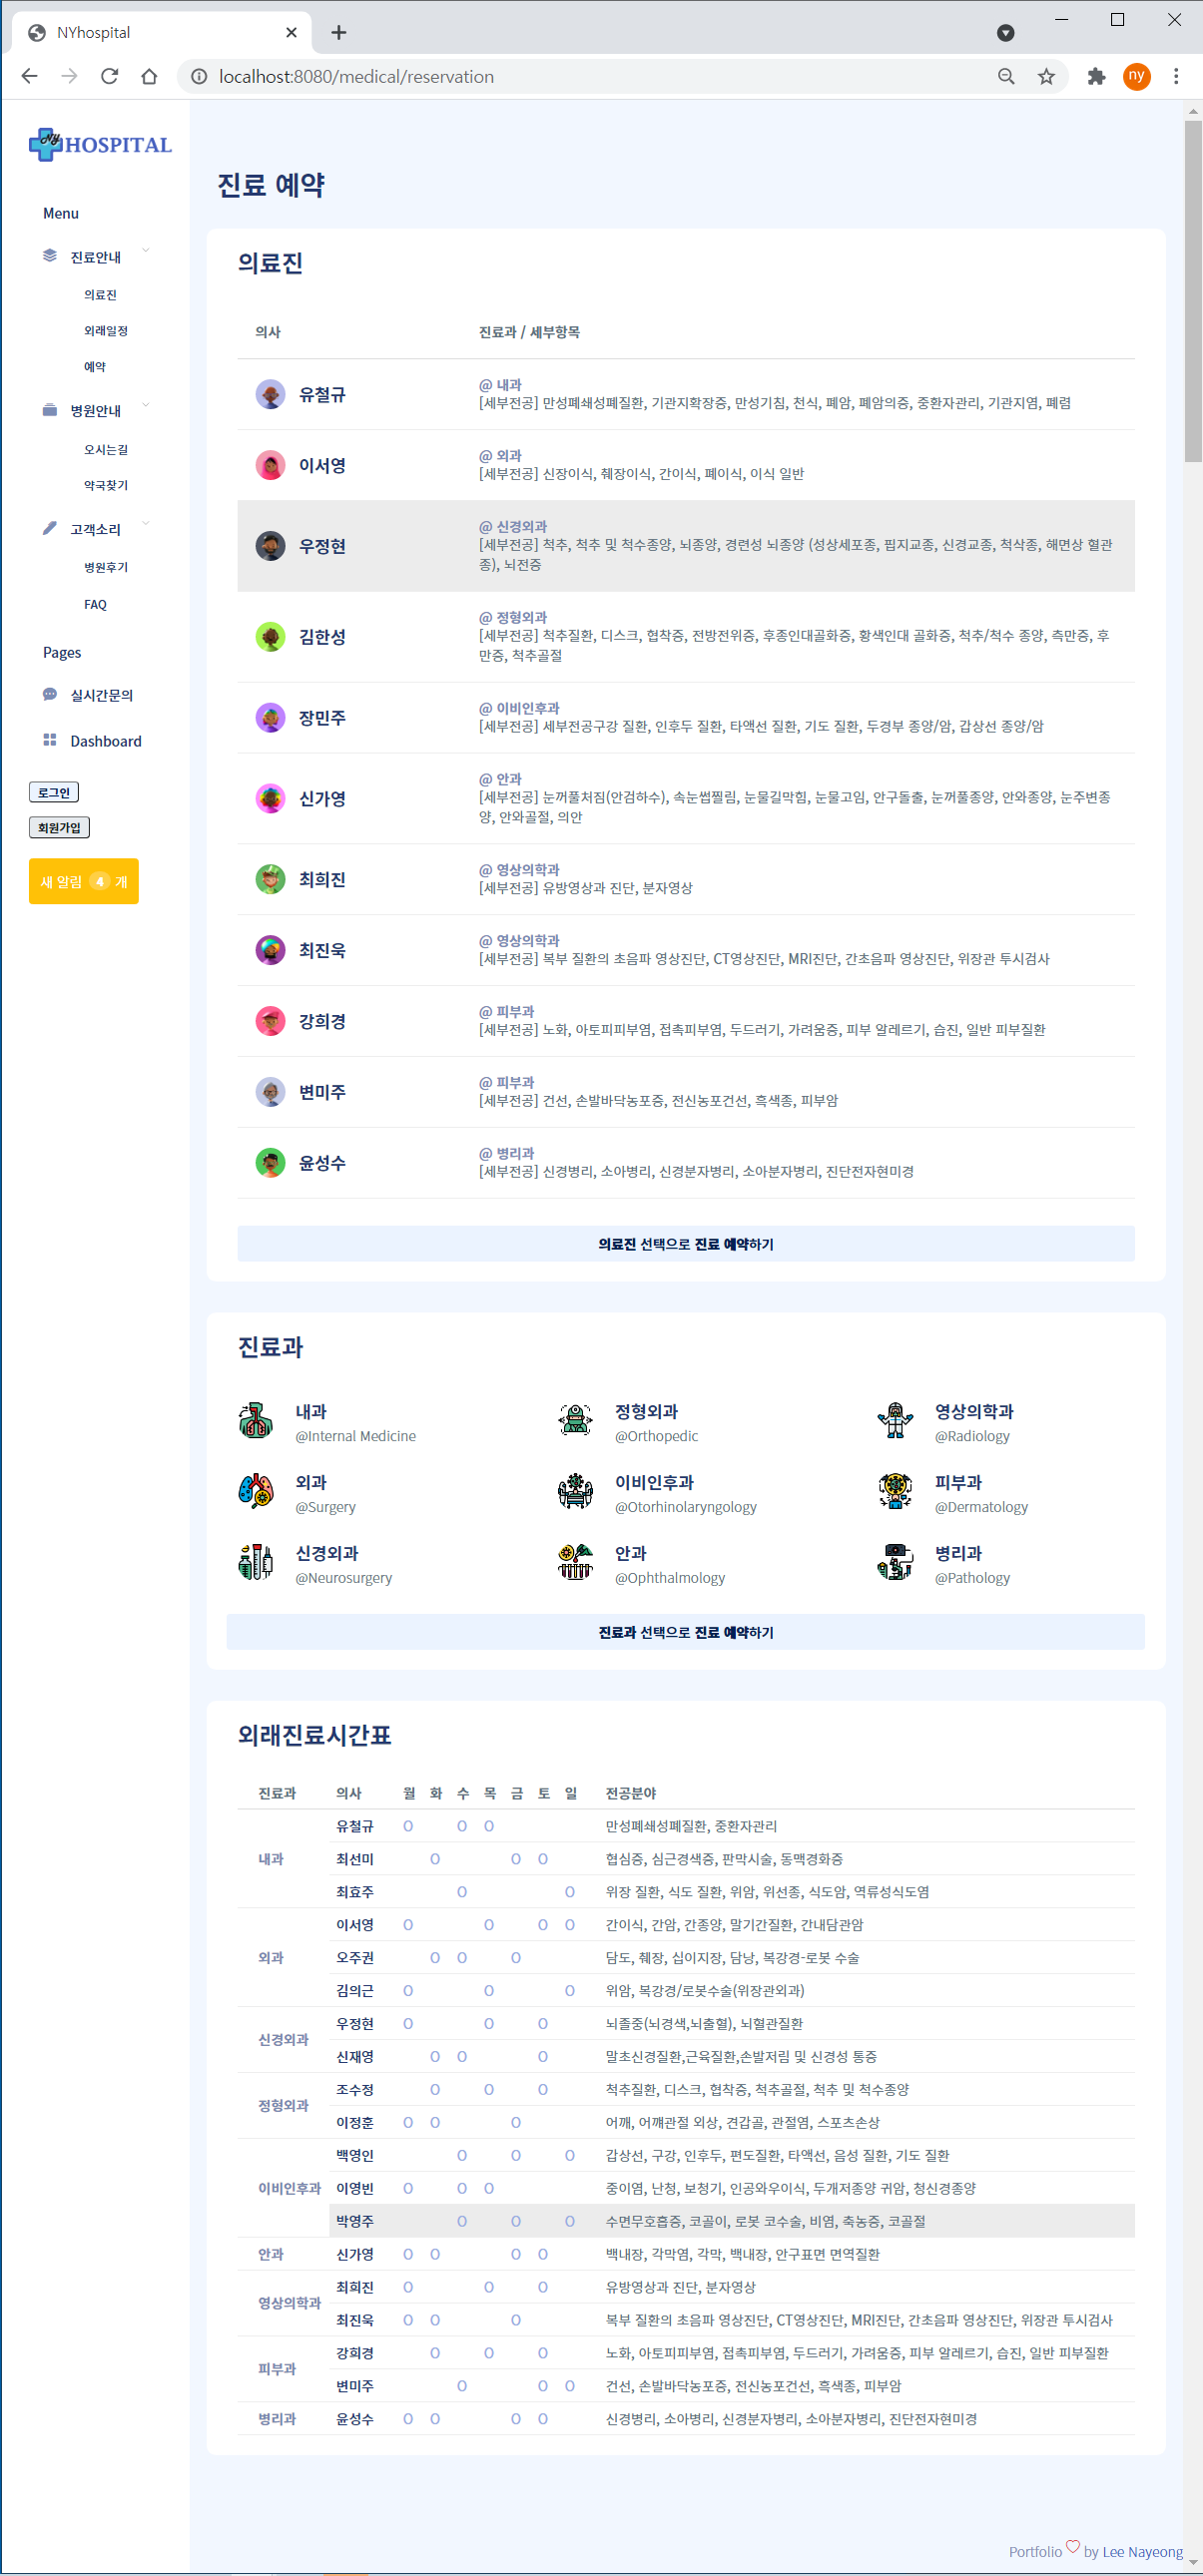 NYhospital
localhost:8080/medical/reservation
ny
NY HOSPITAL
Menu
진료안내
의료진
외래일정
예약
병원안내
오시는길
약국찾기
고객소리
병원후기
FAQ
Pages
실시간문의
Dashboard
로그인
회원가입
새 알림 4 개
진료 예약
의료진
의사 진료과 / 세부항목
유철규 @ 내과
[세부전공] 만성폐쇄성폐질환, 기관지확장증, 만성기침, 천식, 폐암, 폐암의증, 중환자관리, 기관지염, 폐렴
이서영 @ 외과
[세부전공] 신장이식, 췌장이식, 간이식, 폐이식, 이식 일반
우정현 @ 신경외과
[세부전공] 척추, 척추 및 척수종양, 뇌종양, 경련성 뇌종양 (성상세포종, 핍지교종, 신경교종, 척삭종, 해면상 혈관
종), 뇌전증
김한성 @ 정형외과
[세부전공] 척추질환, 디스크, 협착증, 전방전위증, 후종인대골화증, 황색인대 골화증, 척추/척수 종양, 측만증, 후
만증, 척추골절
장민주 @ 이비인후과
[세부전공] 세부전공구강 질환, 인후두 질환, 타액선 질환, 기도 질환, 두경부 종양/암, 갑상선 종양/암
신가영 @ 안과
[세부전공] 눈꺼풀처짐(안검하수), 속눈썹찔림, 눈물길막힘, 눈물고임, 안구돌출, 눈꺼풀종양, 안와종양, 눈주변종
양, 안와골절, 의안
최희진 @ 영상의학과
[세부전공] 유방영상과 진단, 분자영상
최진욱 @ 영상의학과
[세부전공] 복부 질환의 초음파 영상진단, CT영상진단, MRI진단, 간초음파 영상진단, 위장관 투시검사
강희경 @ 피부과
[세부전공] 노화, 아토피피부염, 접촉피부염, 두드러기, 가려움증, 피부 알레르기, 습진, 일반 피부질환
변미주 @ 피부과
[세부전공] 건선, 손발바닥농포증, 전신농포건선, 흑색종, 피부암
윤성수 @ 병리과
[세부전공] 신경병리, 소아병리, 신경분자병리, 소아분자병리, 진단전자현미경
의료진 선택으로 진료 예약하기
진료과
내과 정형외과 영상의학과
@Internal Medicine @Orthopedic @Radiology
외과 이비인후과 피부과
@Surgery @Otorhinolaryngology @Dermatology
신경외과 안과 병리과
@Neurosurgery @Ophthalmology @Pathology
진료과 선택으로 진료 예약하기
외래진료시간표
진료과 의사 월 화 수 목 금 토 일 전공분야
유철규 O O O 만성폐쇄성폐질환, 중환자관리
내과 최선미 O O O 협심증, 심근경색증, 판막시술, 동맥경화증
최효주 O O 위장 질환, 식도 질환, 위암, 위선종, 식도암, 역류성식도염
이서영 O O O O 간이식, 간암, 간종양, 말기간질환, 간내담관암
외과 오주권 O O O 담도, 췌장, 십이지장, 담낭, 복강경-로봇 수술
김의근 O O O 위암, 복강경/로봇수술(위장관외과)
신경외과 우정현 O O O 뇌졸중(뇌경색,뇌출혈), 뇌혈관질환
신재영 O O O 말초신경질환,근육질환,손발저림 및 신경성 통증
정형외과 조수정 O O O 척추질환, 디스크, 협착증, 척추골절, 척추 및 척수종양
이정훈 O O O 어깨, 어깨관절 외상, 견갑골, 관절염, 스포츠손상
백영인 O O O 갑상선, 구강, 인후두, 편도질환, 타액선, 음성 질환, 기도 질환
이비인후과 이영빈 O O O 중이염, 난청, 보청기, 인공와우이식, 두개저종양 귀암, 청신경종양
박영주 O O O 수면무호흡증, 코골이, 로봇 코수술, 비염, 축농증, 코골절
안과 신가영 O O O O 백내장, 각막염, 각막, 백내장, 안구표면 면역질환
영상의학과 최희진 O O O 유방영상과 진단, 분자영상
최진욱 O O O 복부 질환의 초음파 영상진단, CT영상진단, MRI진단, 간초음파 영상진단, 위장관 투시검사
피부과 강희경 O O O 노화, 아토피피부염, 접촉피부염, 두드러기, 가려움증, 피부 알레르기, 습진, 일반 피부질환
변미주 O O O 건선, 손발바닥농포증, 전신농포건선, 흑색종, 피부암
병리과 윤성수 O O O O 신경병리, 소아병리, 신경분자병리, 소아분자병리, 진단전자현미경
Portfolio ♡ by Lee Nayeong